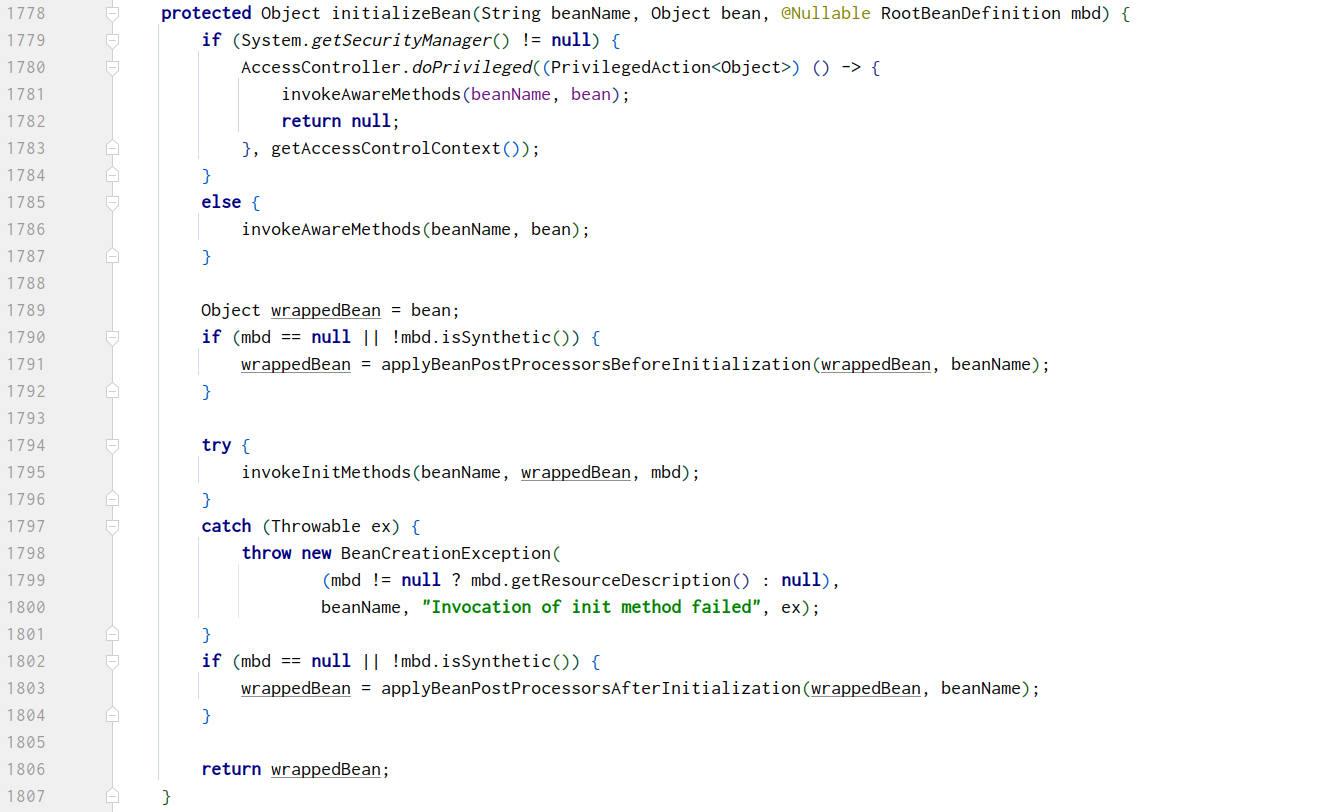 1778 protected Object initializeBean(String beanName, Object bean, @Nullable RootBeanDefinition mbd) {
1779 if (System.getSecurityManager() != null) {
1780 AccessController.doPrivileged((PrivilegedAction<Object>) () -> {
1781 invokeAwareMethods(beanName, bean);
1782 return null;
1783 }, getAccessControlContext());
1784 }
1785 else {
1786 invokeAwareMethods(beanName, bean);
1787 }
1788
1789 Object wrappedBean = bean;
1790 if (mbd == null || !mbd.isSynthetic()) {
1791 wrappedBean = applyBeanPostProcessorsBeforeInitialization(wrappedBean, beanName);
1792 }
1793
1794 try {
1795 invokeInitMethods(beanName, wrappedBean, mbd);
1796 }
1797 catch (Throwable ex) {
1798 throw new BeanCreationException(
1799 (mbd != null ? mbd.getResourceDescription() : null),
1800 beanName, "Invocation of init method failed", ex);
1801 }
1802 if (mbd == null || !mbd.isSynthetic()) {
1803 wrappedBean = applyBeanPostProcessorsAfterInitialization(wrappedBean, beanName);
1804 }
1805
1806 return wrappedBean;
1807 }